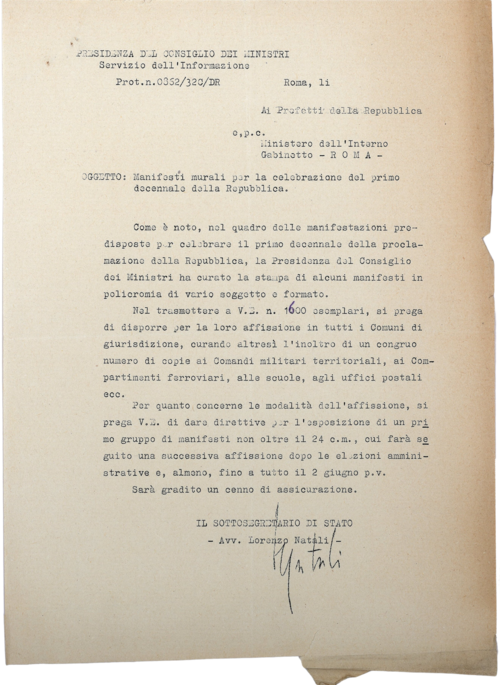 PRESIDENZA DEL CONSIGLIO DEI MINISTRI
Servizio dell'Informazione
Prot.n.0352/320/DR Roma, li
Ai Prefetti della Repubblica
e,p.c.
Ministero dell'Interno
Gabinetto - R O M A -
OGGETTO: Manifesti murali per la celebrazione del primo
decennale della Repubblica.
Come è noto, nel quadro delle manifestazioni pre-
disposte per celebrare il primo decennale della procla-
mazione della Repubblica, la Presidenza del Consiglio
dei Ministri ha curato la stampa di alcuni manifesti in
policromia di vario soggetto e formato.
Nel trasmettere a V.E. n. 1600 esemplari, si prega
di disporre per la loro affissione in tutti i Comuni di
giurisdizione, curando altresì l'inoltro di un congruo
numero di copie ai Comandi militari territoriali, ai Com-
partimenti ferroviari, alle scuole, agli uffici postali
ecc.
Per quanto concerne le modalità dell'affissione, si
prega V.E. di dare direttive per l'esposizione di un pri
mo gruppo di manifesti non oltre il 24 c.m., cui farà se
guito una successiva affissione dopo le elezioni ammini-
strative e, almeno, fino a tutto il 2 giugno p.v.
Sarà gradito un cenno di assicurazione.
IL SOTTOSEGRETARIO DI STATO
- Avv. Lorenzo Natali -
Natali